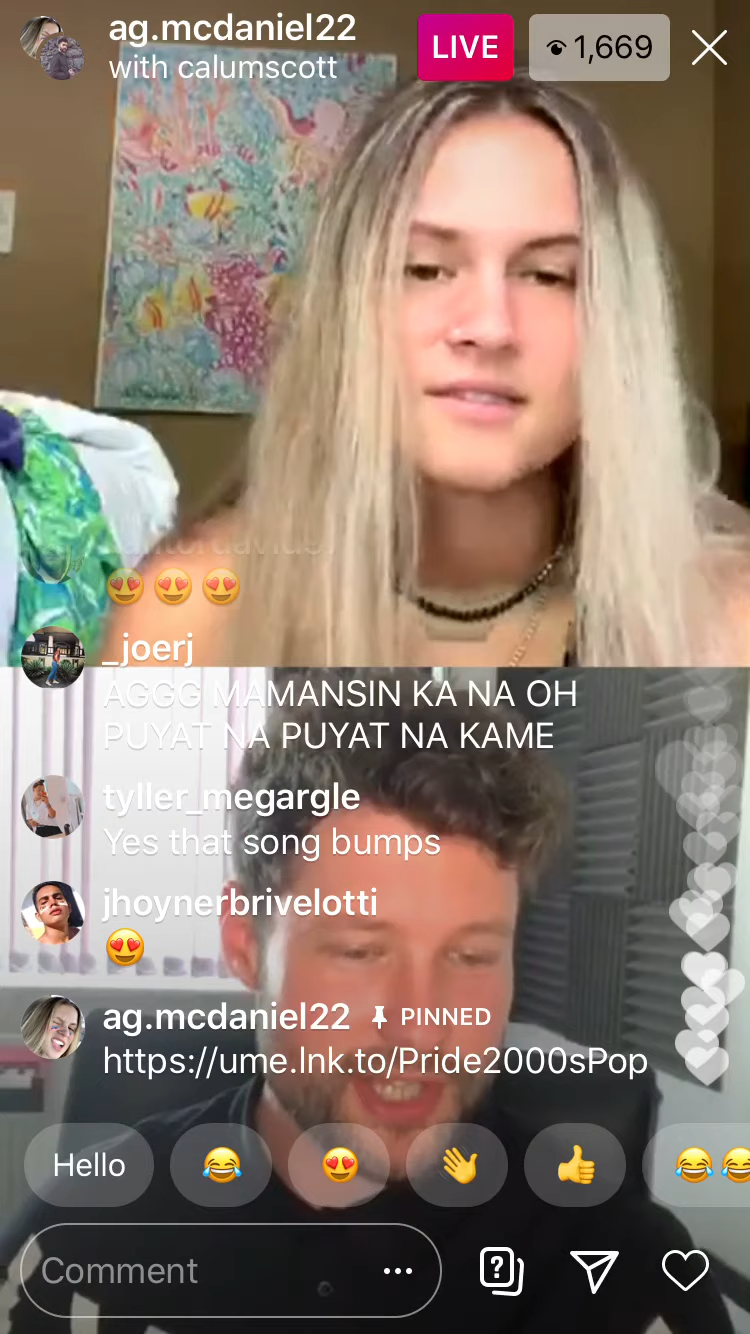 ag.mcdaniel22
with calumscott
LIVE
1,669
_joerj
AGGG MAMANSIN KA NA OH
PUYAT NA PUYAT NA KAME
tyller_megargle
Yes that song bumps
jhoynerbrivelotti
ag.mcdaniel22 PINNED
https://ume.lnk.to/Pride2000sPop
Hello
Comment